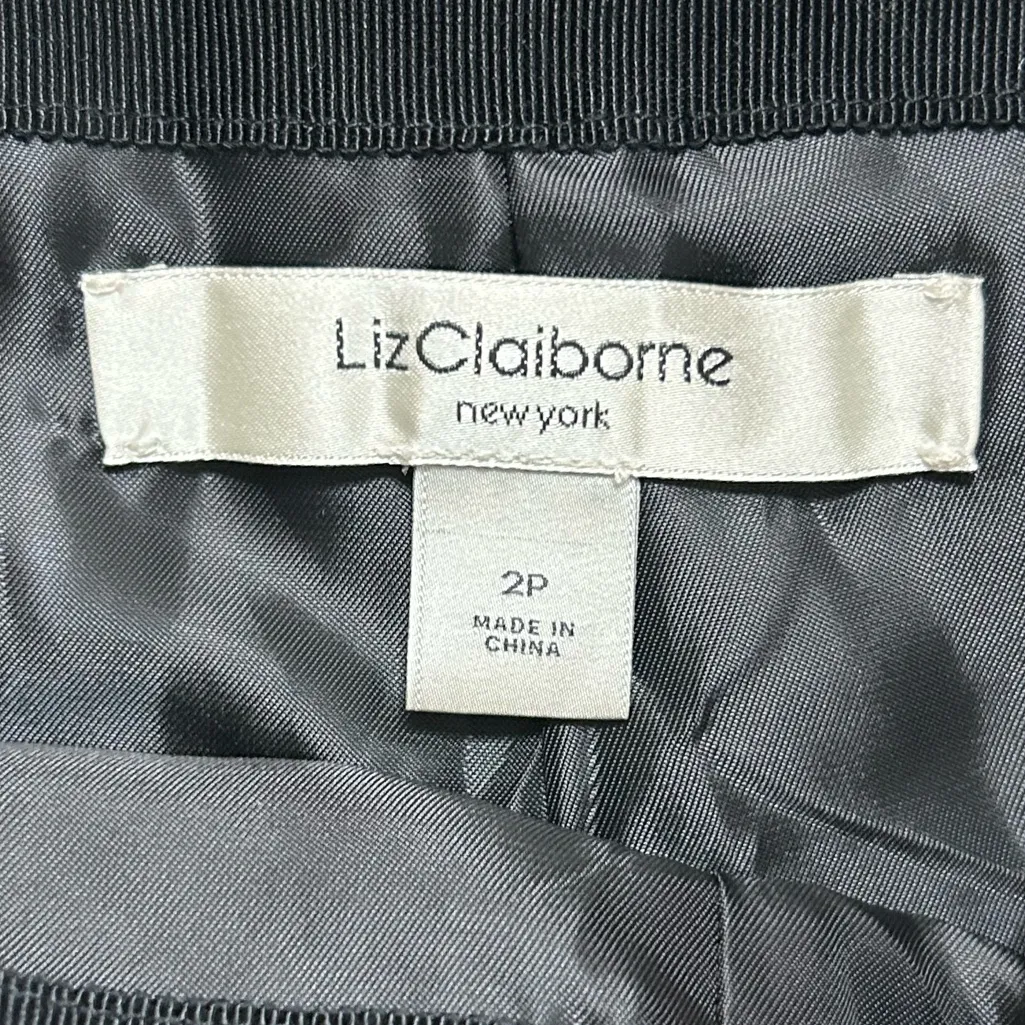 LizClaiborne
new york
2P
MADE IN
CHINA